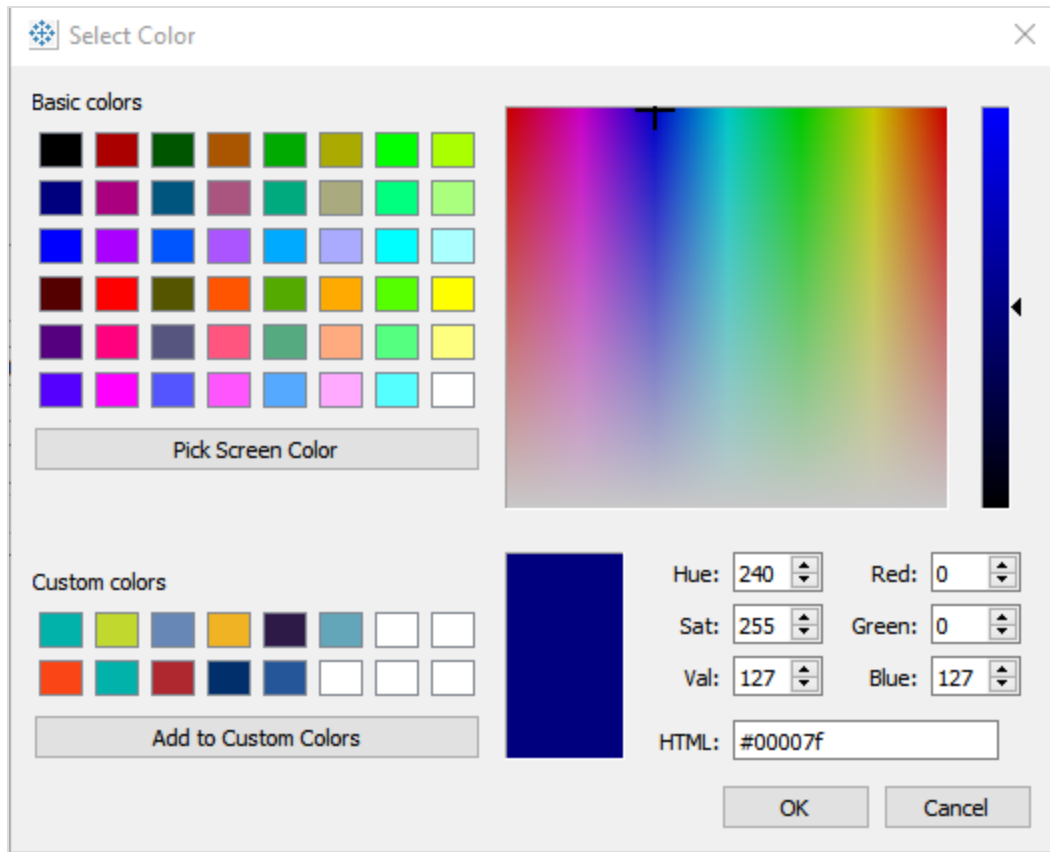 Select Color
Basic colors
Pick Screen Color
Custom colors
Add to Custom Colors
Hue: 240 Red: 0
Sat: 255 Green: 0
Val: 127 Blue: 127
HTML: #00007f
OK Cancel